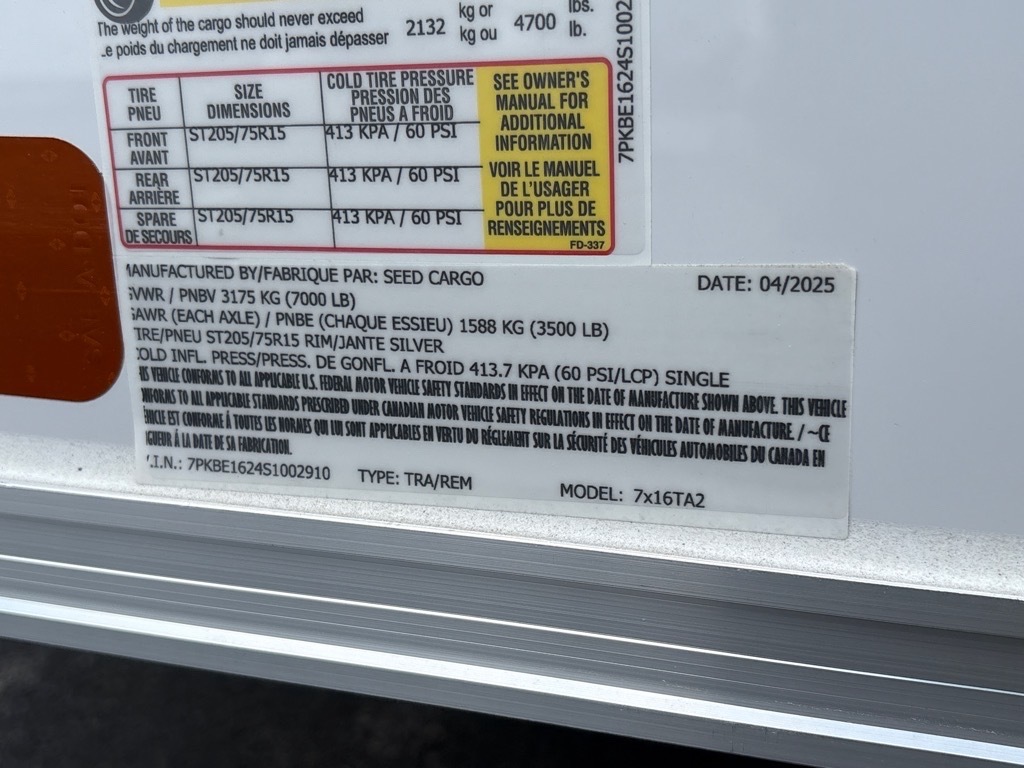 The weight of the cargo should never exceed 2132 kg or 4700 lbs.
Le poids du chargement ne doit jamais dépasser kg ou lb.
7PKBE1624S1002
TIRE PNEU SIZE DIMENSIONS COLD TIRE PRESSURE PRESSION DES PNEUS A FROID
FRONT AVANT ST205/75R15 413 KPA / 60 PSI
REAR ARRIÈRE ST205/75R15 413 KPA / 60 PSI
SPARE DE SECOURS ST205/75R15 413 KPA / 60 PSI
SEE OWNER'S
MANUAL FOR
ADDITIONAL
INFORMATION
VOIR LE MANUEL
DE L'USAGER
POUR PLUS DE
RENSEIGNEMENTS
FD-337
MANUFACTURED BY/FABRIQUE PAR: SEED CARGO DATE: 04/2025
GVWR / PNBV 3175 KG (7000 LB)
GAWR (EACH AXLE) / PNBE (CHAQUE ESSIEU) 1588 KG (3500 LB)
TIRE/PNEU ST205/75R15 RIM/JANTE SILVER
COLD INFL. PRESS/PRESS. DE GONFL. A FROID 413.7 KPA (60 PSI/LCP) SINGLE
THIS VEHICLE CONFORMS TO ALL APPLICABLE U.S. FEDERAL MOTOR VEHICLE SAFETY STANDARDS IN EFFECT ON THE DATE OF MANUFACTURE SHOWN ABOVE. THIS VEHICLE
CONFORMS TO ALL APPLICABLE STANDARDS PRESCRIBED UNDER CANADIAN MOTOR VEHICLE SAFETY REGULATIONS IN EFFECT ON THE DATE OF MANUFACTURE. / ~CE
VÉHICLE EST CONFORME À TOUTES LES NORMES QUI LUI SONT APPLICABLES EN VERTU DU RÉGLEMENT SUR LA SÉCURITÉ DES VÉHICULES AUTOMOBILES DU CANADA EN
VIGUEUR À LA DATE DE SA FABRICATION.
V.I.N.: 7PKBE1624S1002910 TYPE: TRA/REM MODEL: 7x16TA2